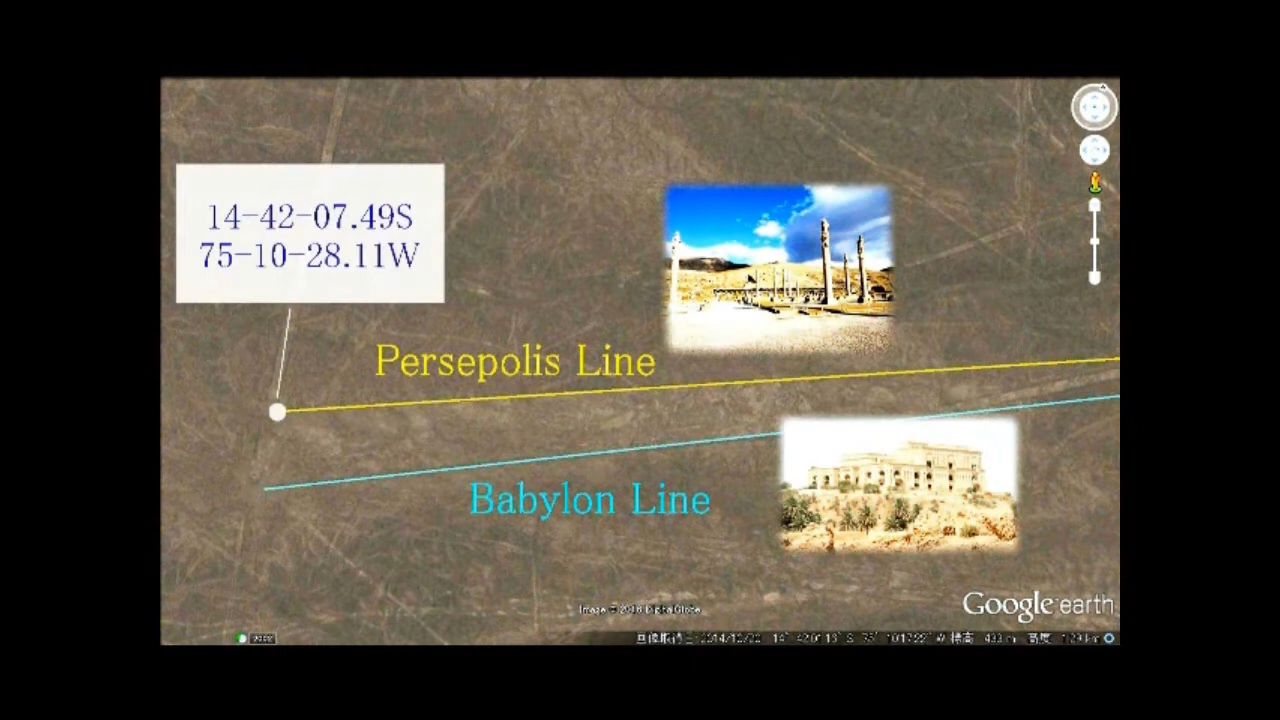 14-42-07.49S
75-10-28.11W
Persepolis Line
Babylon Line
Google earth